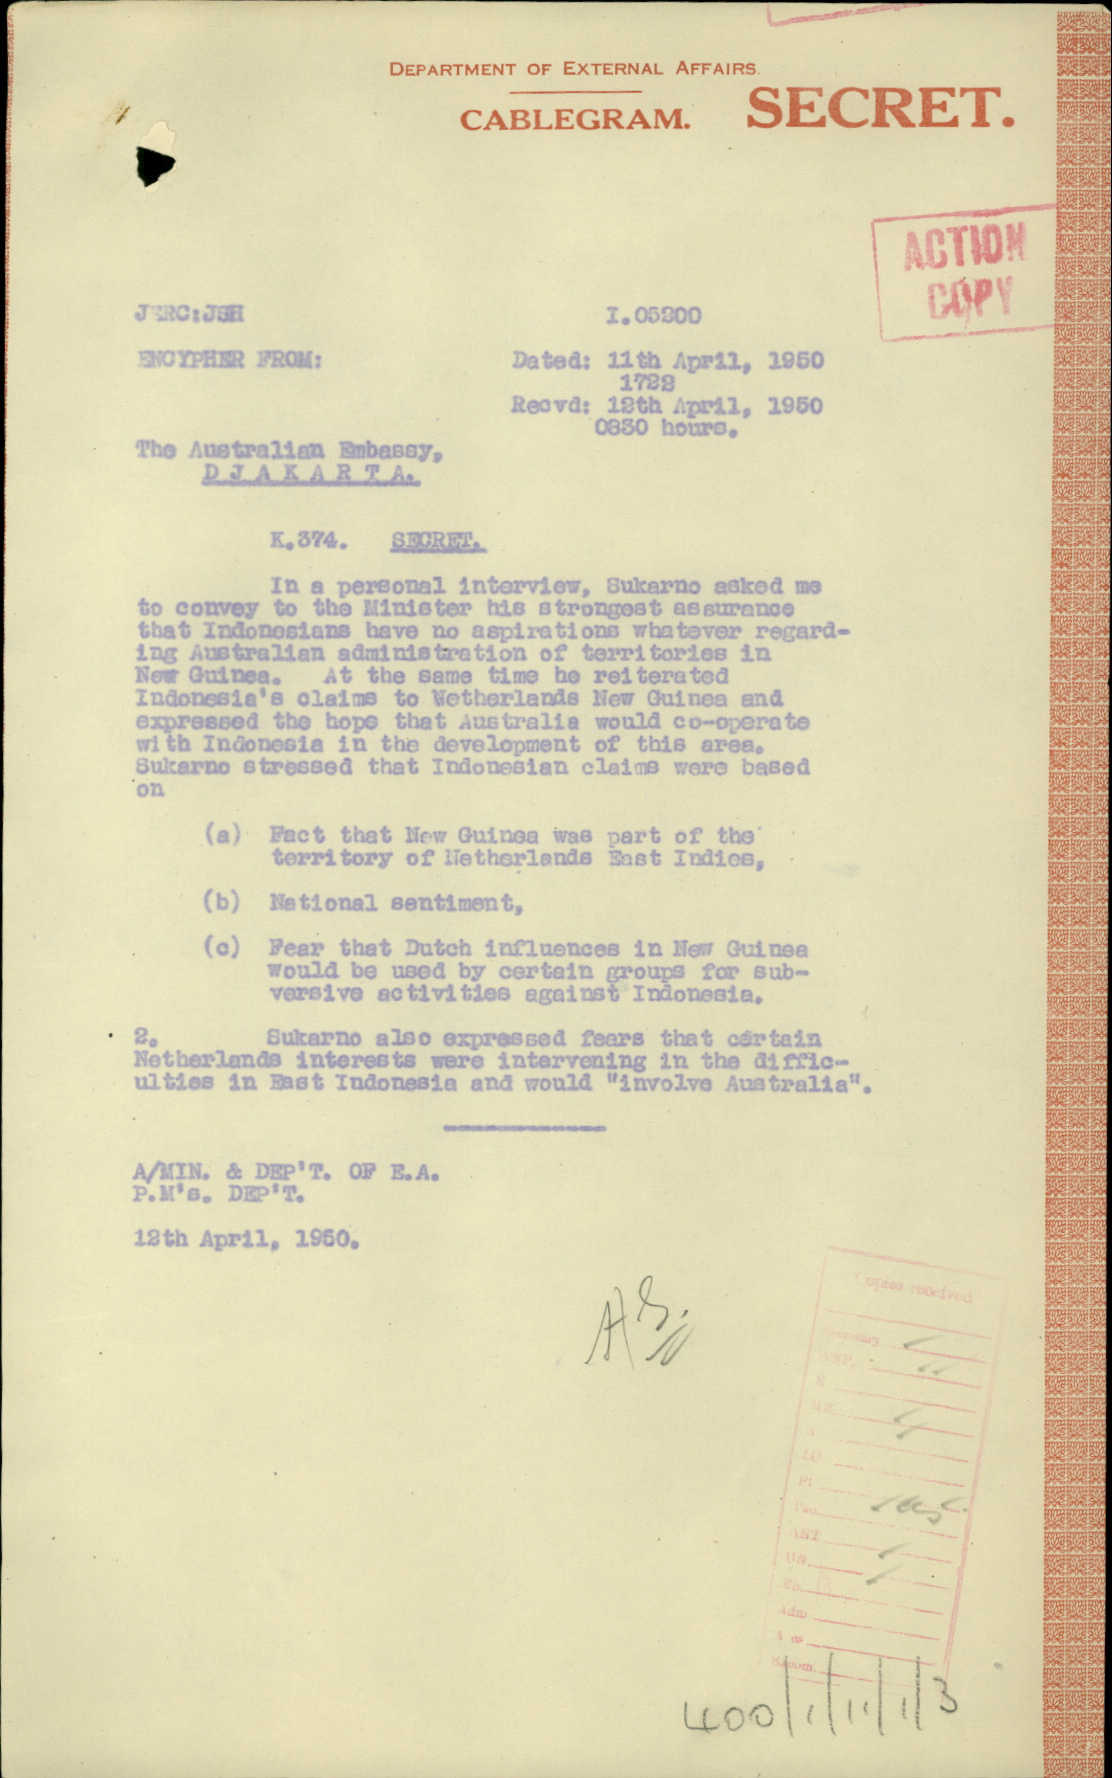 DEPARTMENT OF EXTERNAL AFFAIRS.
CABLEGRAM.
SECRET.
ACTION
COPY
JERC:JSH
I.05200
ENCYPHER FROM:
Dated: 11th April, 1950
1722
Recvd: 12th April, 1950
0830 hours.
The Australian Embassy,
DJAKARTA.
K.374. SECRET.
In a personal interview, Sukarno asked me
to convey to the Minister his strongest assurance
that Indonesians have no aspirations whatever regard-
ing Australian administration of territories in
New Guinea. At the same time he reiterated
Indonesia's claims to Netherlands New Guinea and
expressed the hope that Australia would co-operate
with Indonesia in the development of this area.
Sukarno stressed that Indonesian claims were based
on
(a) Fact that New Guinea was part of the
territory of Netherlands East Indies,
(b) National sentiment,
(c) Fear that Dutch influences in New Guinea
would be used by certain groups for sub-
versive activities against Indonesia.
2. Sukarno also expressed fears that certain
Netherlands interests were intervening in the diffic-
ulties in East Indonesia and would "involve Australia".
A/MIN. & DEP'T. OF E.A.
P.M's. DEP'T.
12th April, 1950.
Copies received
Adm
400/1/11/1/3